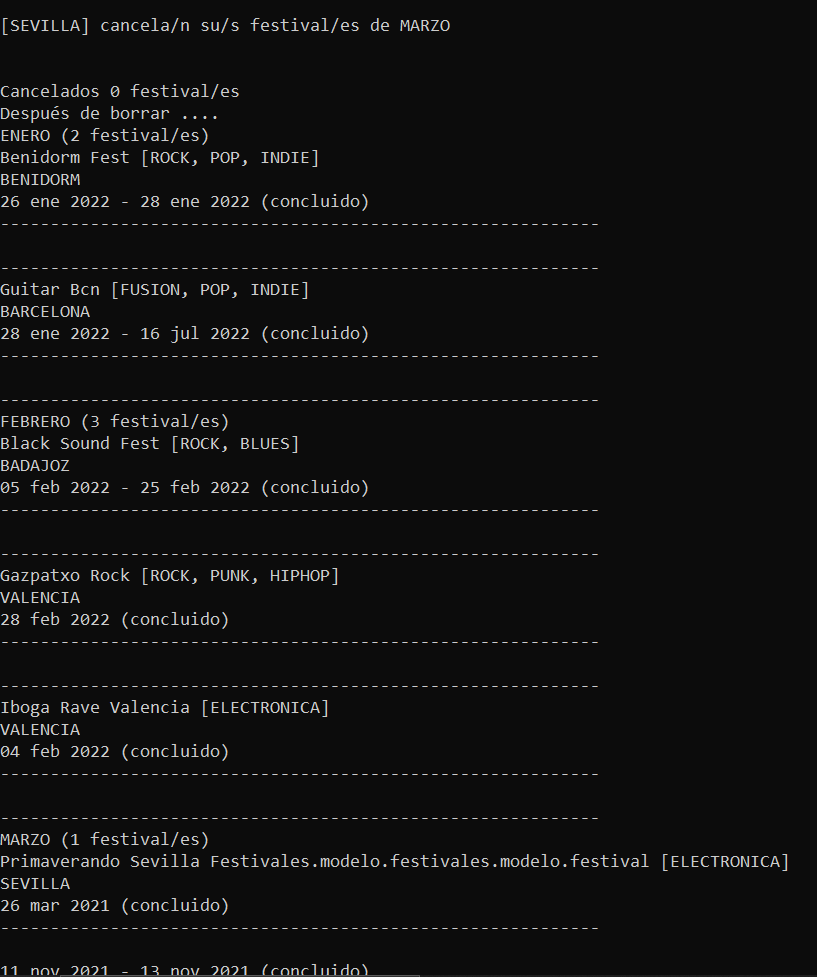 [SEVILLA] cancela/n su/s festival/es de MARZO
Cancelados 0 festival/es
Después de borrar ....
ENERO (2 festival/es)
Benidorm Fest [ROCK, POP, INDIE]
BENIDORM
26 ene 2022 - 28 ene 2022 (concluido)
------------------------------------------------------------
------------------------------------------------------------
Guitar Bcn [FUSION, POP, INDIE]
BARCELONA
28 ene 2022 - 16 jul 2022 (concluido)
------------------------------------------------------------
------------------------------------------------------------
FEBRERO (3 festival/es)
Black Sound Fest [ROCK, BLUES]
BADAJOZ
05 feb 2022 - 25 feb 2022 (concluido)
------------------------------------------------------------
------------------------------------------------------------
Gazpatxo Rock [ROCK, PUNK, HIPHOP]
VALENCIA
28 feb 2022 (concluido)
------------------------------------------------------------
------------------------------------------------------------
Iboga Rave Valencia [ELECTRONICA]
VALENCIA
04 feb 2022 (concluido)
------------------------------------------------------------
------------------------------------------------------------
MARZO (1 festival/es)
Primaverando Sevilla Festivales.modelo.festivales.modelo.festival [ELECTRONICA]
SEVILLA
26 mar 2021 (concluido)
------------------------------------------------------------
11 nov 2021 - 13 nov 2021 (concluido)